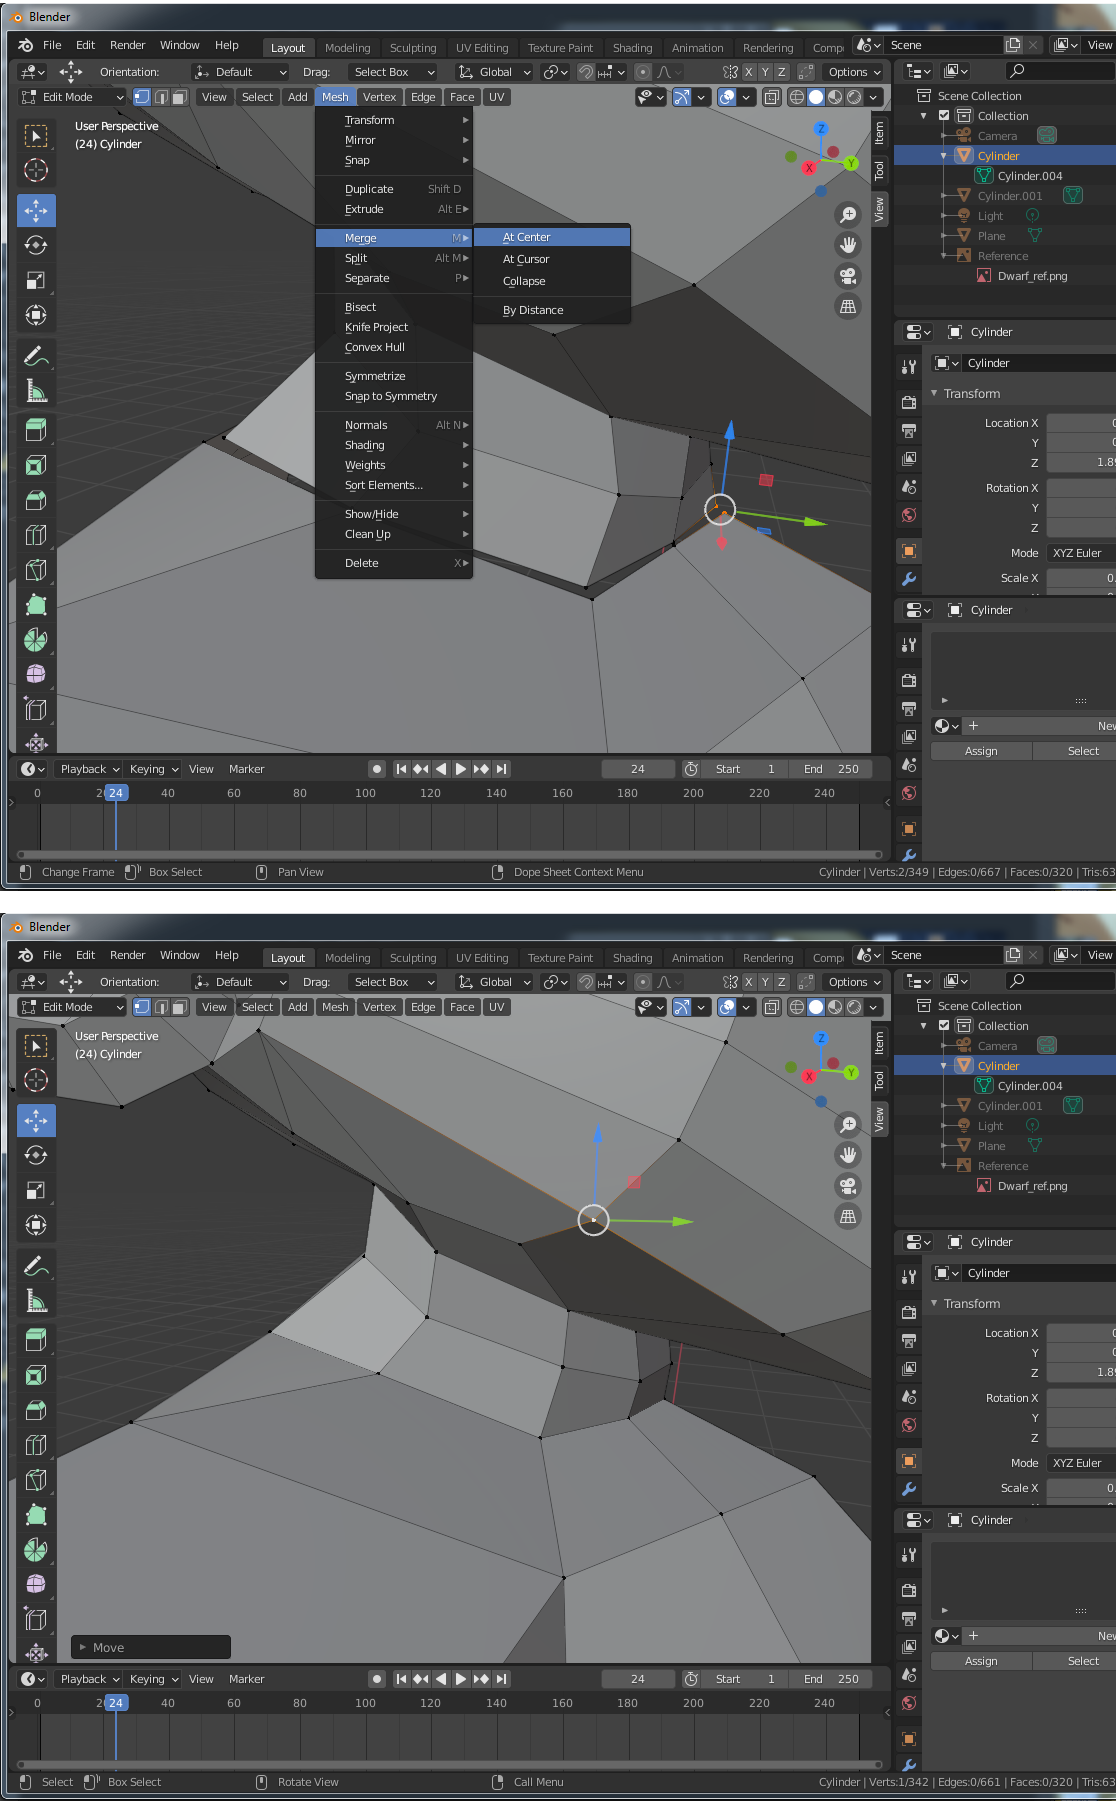 Blender
File Edit Render Window Help Layout Modeling Sculpting UV Editing Texture Paint Shading Animation Rendering Comp Scene View
Orientation: Default Drag: Select Box Global X Y Z Options
Edit Mode View Select Add Mesh Vertex Edge Face UV
User Perspective
(24) Cylinder
Transform
Mirror
Snap
Duplicate Shift D
Extrude Alt E
Merge M
Split Alt M
Separate P
Bisect
Knife Project
Convex Hull
Symmetrize
Snap to Symmetry
Normals Alt N
Shading
Weights
Sort Elements...
Show/Hide
Clean Up
Delete X
At Center
At Cursor
Collapse
By Distance
Z
Y
X
Item
Tool
View
Scene Collection
Collection
Camera
Cylinder
Cylinder.004
Cylinder.001
Light
Plane
Reference
Dwarf_ref.png
Cylinder
Cylinder
Transform
Location X 0
Y 0
Z 1.8
Rotation X
Y
Z
Mode XYZ Euler
Scale X 0.
Cylinder
Assign Select
Playback Keying View Marker 24 Start 1 End 250
0 24 40 60 80 100 120 140 160 180 200 220 240
Change Frame Box Select Pan View Dope Sheet Context Menu Cylinder | Verts:2/349 | Edges:0/667 | Faces:0/320 | Tris:63
Blender
File Edit Render Window Help Layout Modeling Sculpting UV Editing Texture Paint Shading Animation Rendering Comp Scene View
Orientation: Default Drag: Select Box Global X Y Z Options
Edit Mode View Select Add Mesh Vertex Edge Face UV
User Perspective
(24) Cylinder
Z
Y
X
Item
Tool
View
Move
Scene Collection
Collection
Camera
Cylinder
Cylinder.004
Cylinder.001
Light
Plane
Reference
Dwarf_ref.png
Cylinder
Cylinder
Transform
Location X 0
Y 0
Z 1.8
Rotation X
Y
Z
Mode XYZ Euler
Scale X 0.
Cylinder
Assign Select
Playback Keying View Marker 24 Start 1 End 250
0 24 40 60 80 100 120 140 160 180 200 220 240
Select Box Select Rotate View Call Menu Cylinder | Verts:1/342 | Edges:0/661 | Faces:0/320 | Tris:63